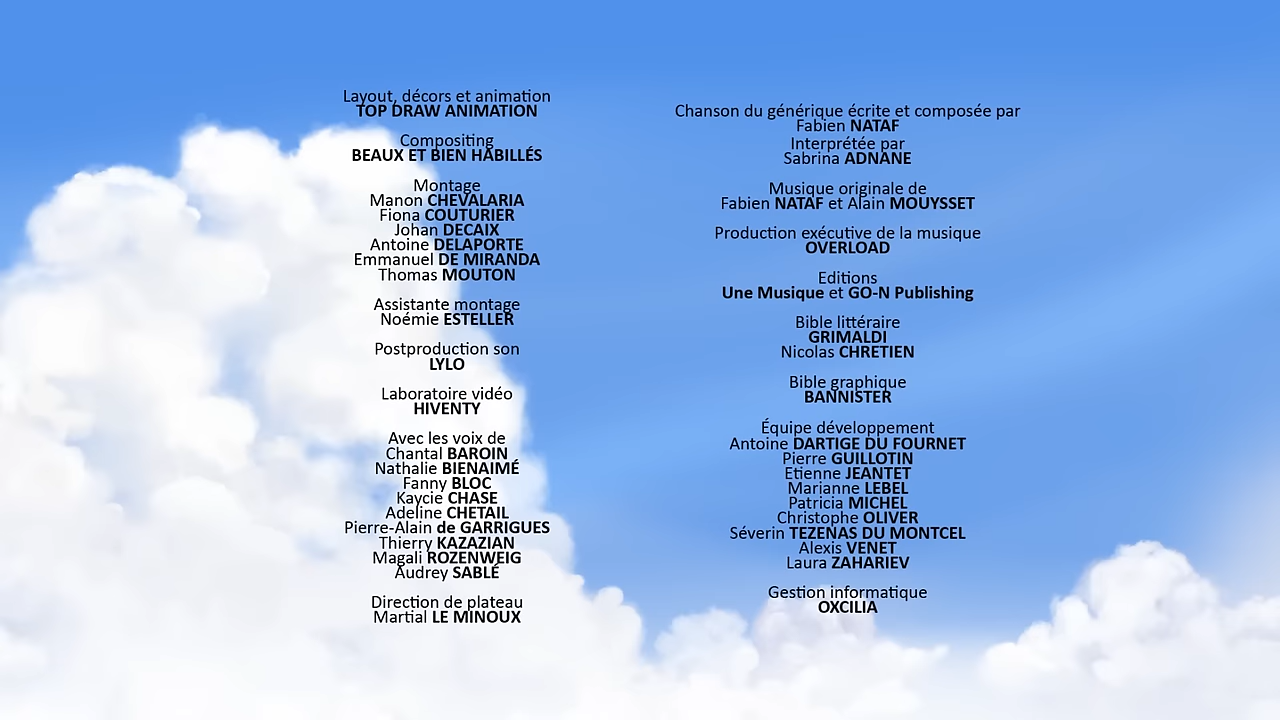 Layout, décors et animation
TOP DRAW ANIMATION
Compositing
BEAUX ET BIEN HABILLÉS
Montage
Manon CHEVALARIA
Fiona COUTURIER
Johan DECAIX
Antoine DELAPORTE
Emmanuel DE MIRANDA
Thomas MOUTON
Assistante montage
Noémie ESTELLER
Postproduction son
LYLO
Laboratoire vidéo
HIVENTY
Avec les voix de
Chantal BAROIN
Nathalie BIENAIMÉ
Fanny BLOC
Kaycie CHASE
Adeline CHETAIL
Pierre-Alain de GARRIGUES
Thierry KAZAZIAN
Magali ROZENWEIG
Audrey SABLÉ
Direction de plateau
Martial LE MINOUX
Chanson du générique écrite et composée par
Fabien NATAF
Interprétée par
Sabrina ADNANE
Musique originale de
Fabien NATAF et Alain MOUYSSET
Production exécutive de la musique
OVERLOAD
Editions
Une Musique et GO-N Publishing
Bible littéraire
GRIMALDI
Nicolas CHRETIEN
Bible graphique
BANNISTER
Équipe développement
Antoine DARTIGE DU FOURNET
Pierre GUILLOTIN
Etienne JEANTET
Marianne LEBEL
Patricia MICHEL
Christophe OLIVER
Séverin TEZENAS DU MONTCEL
Alexis VENET
Laura ZAHARIEV
Gestion informatique
OXCILIA